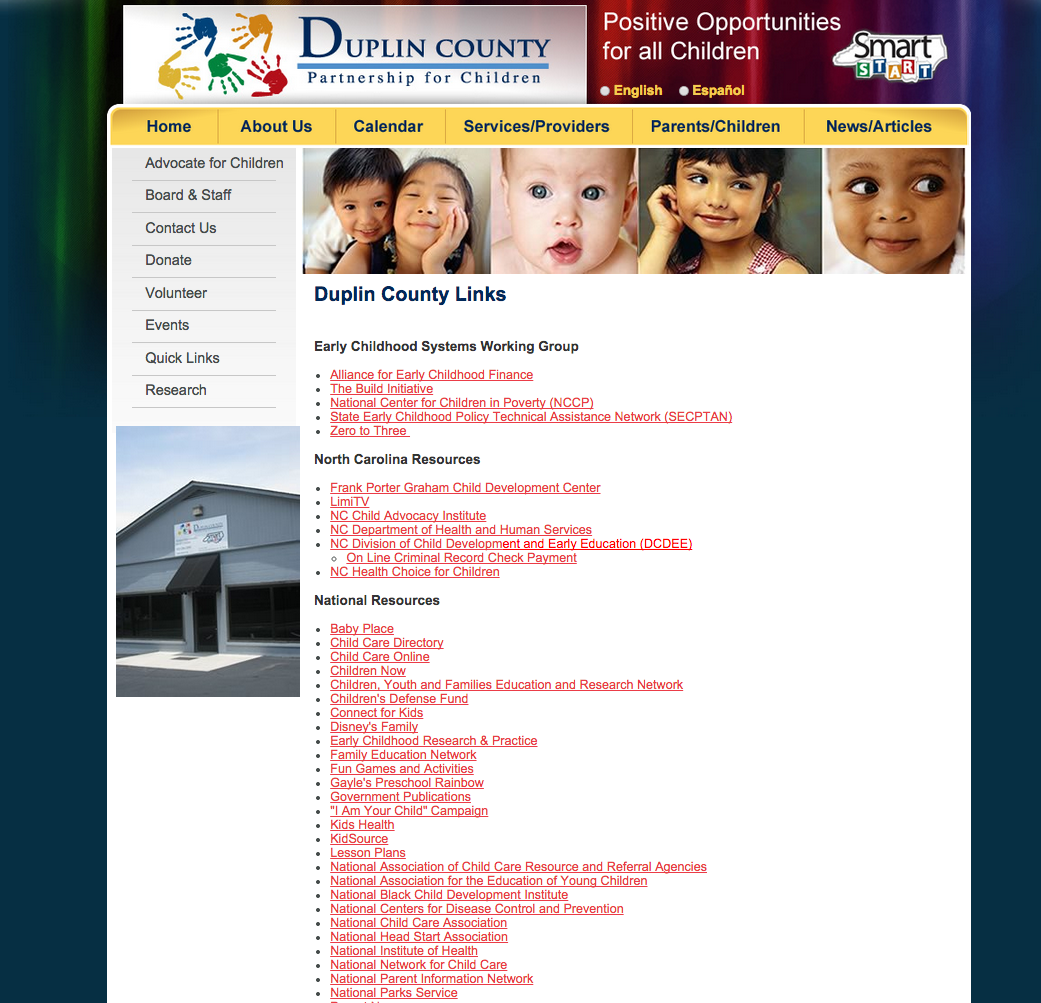 DUPLIN COUNTY
Partnership for Children
Positive Opportunities
for all Children
Smart
START
English
Español
Home
About Us
Calendar
Services/Providers
Parents/Children
News/Articles
Advocate for Children
Board & Staff
Contact Us
Donate
Volunteer
Events
Quick Links
Research
Duplin County Links
Early Childhood Systems Working Group
Alliance for Early Childhood Finance
The Build Initiative
National Center for Children in Poverty (NCCP)
State Early Childhood Policy Technical Assistance Network (SECPTAN)
Zero to Three
North Carolina Resources
Frank Porter Graham Child Development Center
LimiTV
NC Child Advocacy Institute
NC Department of Health and Human Services
NC Division of Child Development and Early Education (DCDEE)
On Line Criminal Record Check Payment
NC Health Choice for Children
National Resources
Baby Place
Child Care Directory
Child Care Online
Children Now
Children, Youth and Families Education and Research Network
Children's Defense Fund
Connect for Kids
Disney's Family
Early Childhood Research & Practice
Family Education Network
Fun Games and Activities
Gayle's Preschool Rainbow
Government Publications
"I Am Your Child" Campaign
Kids Health
KidSource
Lesson Plans
National Association of Child Care Resource and Referral Agencies
National Association for the Education of Young Children
National Black Child Development Institute
National Centers for Disease Control and Prevention
National Child Care Association
National Head Start Association
National Institute of Health
National Network for Child Care
National Parent Information Network
National Parks Service